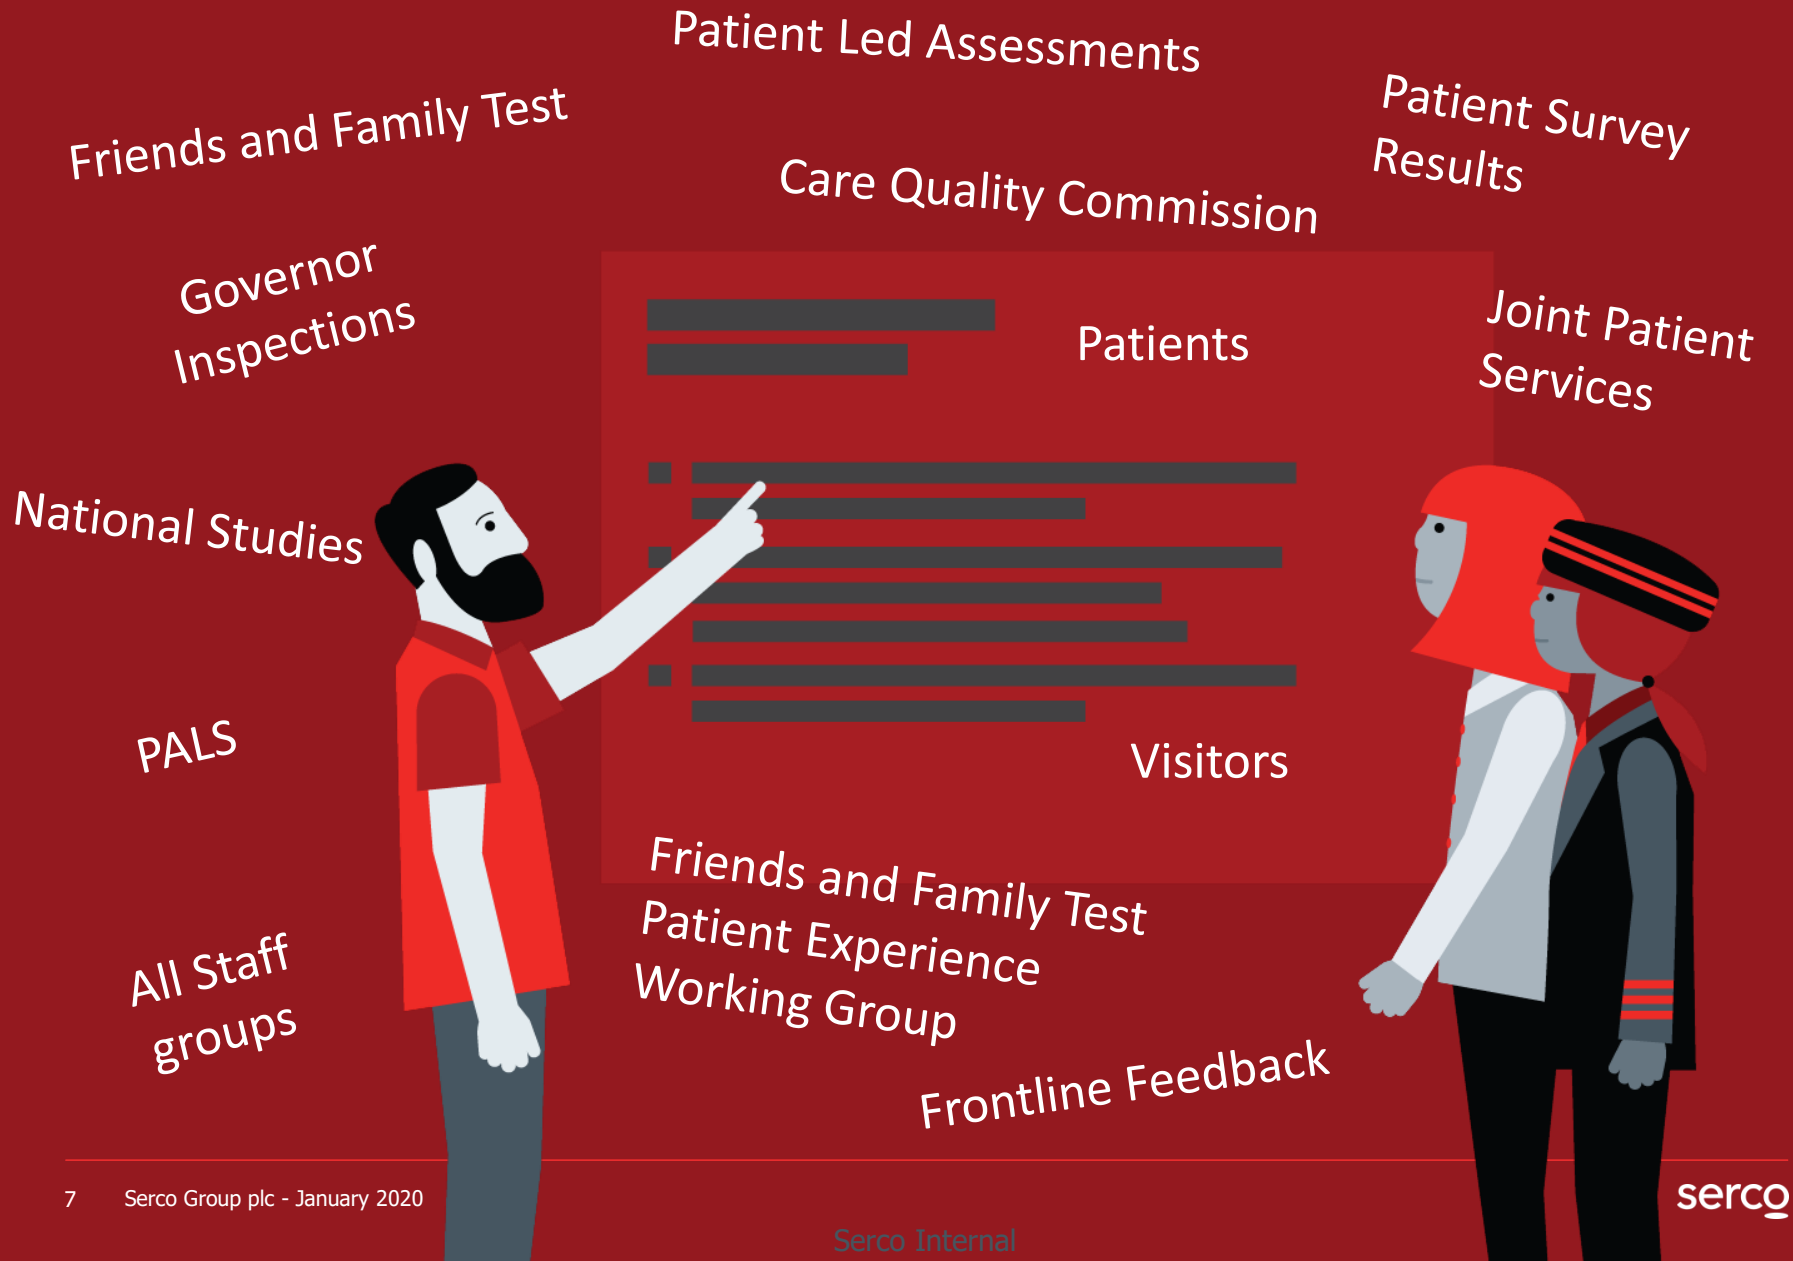 Patient Led Assessments
Friends and Family Test
Patient Survey
Results
Care Quality Commission
Governor
Inspections
Patients
Joint Patient
Services
National Studies
PALS
Visitors
Friends and Family Test
Patient Experience
Working Group
All Staff
groups
Frontline Feedback
7 Serco Group plc - January 2020
serco
Serco Internal